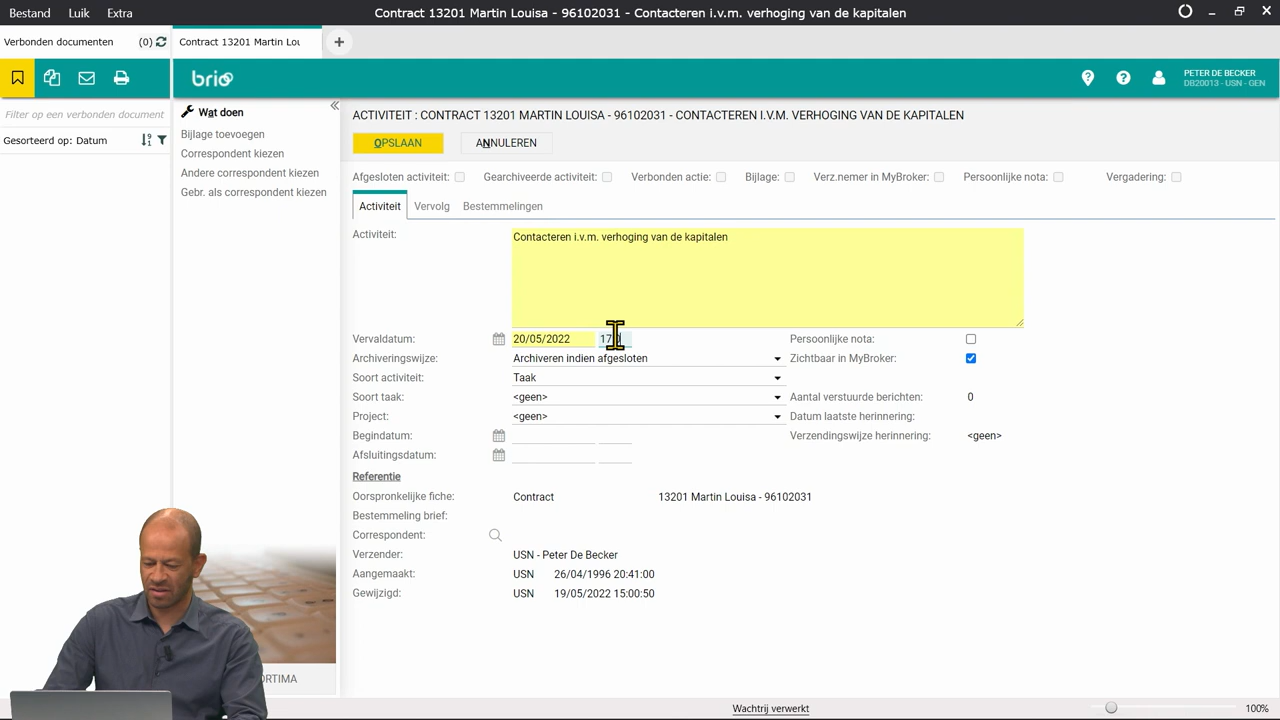 Bestand Luik Extra Contract 13201 Martin Louisa - 96102031 - Contacteren i.v.m. verhoging van de kapitalen
Verbonden documenten (0) Contract 13201 Martin Lou
brio
PETER DE BECKER
DB20013 - USN - GEN
Filter op een verbonden document
Gesorteerd op: Datum
Wat doen
Bijlage toevoegen
Correspondent kiezen
Andere correspondent kiezen
Gebr. als correspondent kiezen
ACTIVITEIT : CONTRACT 13201 MARTIN LOUISA - 96102031 - CONTACTEREN I.V.M. VERHOGING VAN DE KAPITALEN
OPSLAAN ANNULEREN
Afgesloten activiteit: Gearchiveerde activiteit: Verbonden actie: Bijlage: Verz.nemer in MyBroker: Persoonlijke nota: Vergadering:
Activiteit Vervolg Bestemmelingen
Activiteit: Contacteren i.v.m. verhoging van de kapitalen
Vervaldatum: 20/05/2022 17 Persoonlijke nota:
Archiveringswijze: Archiveren indien afgesloten Zichtbaar in MyBroker:
Soort activiteit: Taak
Soort taak: <geen> Aantal verstuurde berichten: 0
Project: <geen> Datum laatste herinnering:
Begindatum: Verzendingswijze herinnering: <geen>
Afsluitingsdatum:
Referentie
Oorspronkelijke fiche: Contract 13201 Martin Louisa - 96102031
Bestemmeling brief:
Correspondent:
Verzender: USN - Peter De Becker
Aangemaakt: USN 26/04/1996 20:41:00
Gewijzigd: USN 19/05/2022 15:00:50
ORTIMA
Wachtrij verwerkt 100%